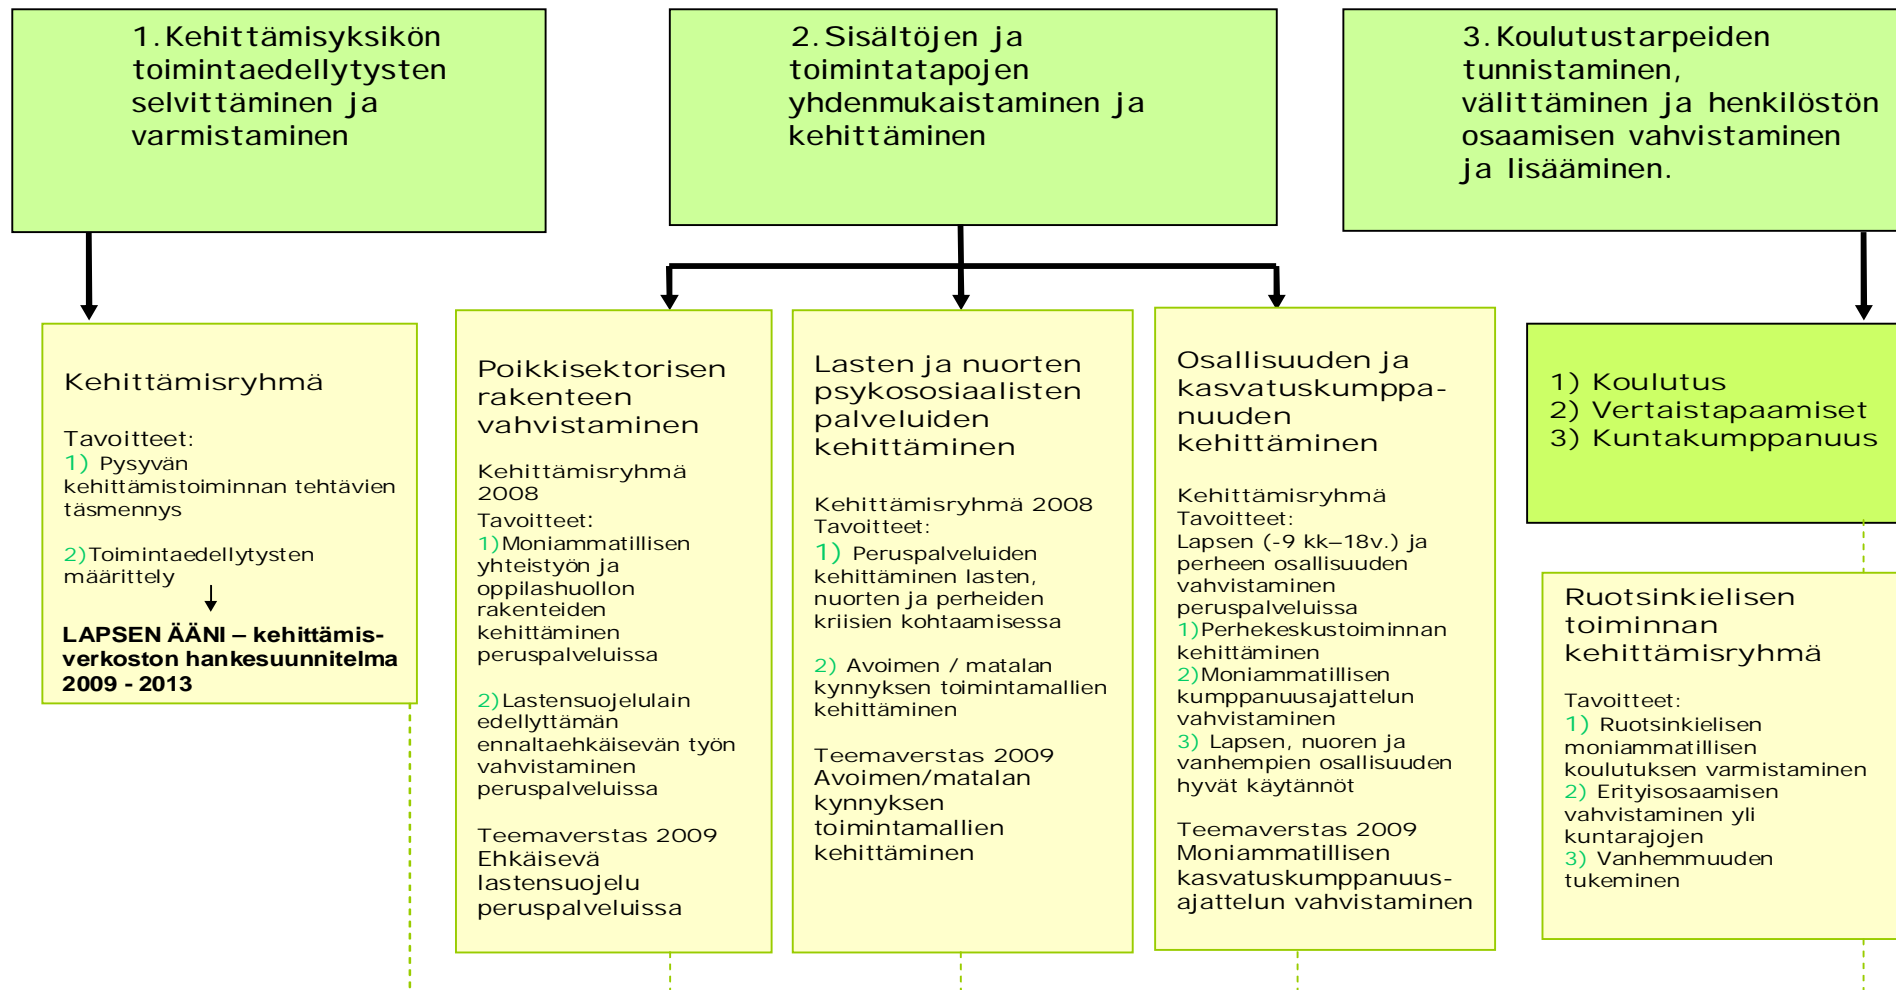 1.Kehittämisyksikön
toimintaedellytysten
selvittäminen ja
varmistaminen
2.Sisältöjen ja
toimintatapojen
yhdenmukaistaminen ja
kehittäminen
3.Koulutustarpeiden
tunnistaminen,
välittäminen ja henkilöstön
osaamisen vahvistaminen
ja lisääminen.
Kehittämisryhmä
Tavoitteet:
1) Pysyvän
kehittämistoiminnan tehtävien
täsmennys
2)Toimintaedellytysten
määrittely
LAPSEN ÄÄNI – kehittämis-
verkoston hankesuunnitelma
2009 - 2013
Poikkisektorisen
rakenteen
vahvistaminen
Kehittämisryhmä
2008
Tavoitteet:
1)Moniammatillisen
yhteistyön ja
oppilashuollon
rakenteiden
kehittäminen
peruspalveluissa
2)Lastensuojelulain
edellyttämän
ennaltaehkäisevän työn
vahvistaminen
peruspalveluissa
Teemaverstas 2009
Ehkäisevä
lastensuojelu
peruspalveluissa
Lasten ja nuorten
psykososiaalisten
palveluiden
kehittäminen
Kehittämisryhmä 2008
Tavoitteet:
1) Peruspalveluiden
kehittäminen lasten,
nuorten ja perheiden
kriisien kohtaamisessa
2) Avoimen / matalan
kynnyksen toimintamallien
kehittäminen
Teemaverstas 2009
Avoimen/matalan
kynnyksen
toimintamallien
kehittäminen
Osallisuuden ja
kasvatuskumppa-
nuuden
kehittäminen
Kehittämisryhmä
Tavoitteet:
Lapsen (-9 kk–18v.) ja
perheen osallisuuden
vahvistaminen
peruspalveluissa
1)Perhekeskustoiminnan
kehittäminen
2)Moniammatillisen
kumppanuusajattelun
vahvistaminen
3) Lapsen, nuoren ja
vanhempien osallisuuden
hyvät käytännöt
Teemaverstas 2009
Moniammatillisen
kasvatuskumppanuus-
ajattelun vahvistaminen
1) Koulutus
2) Vertaistapaamiset
3) Kuntakumppanuus
Ruotsinkielisen
toiminnan
kehittämisryhmä
Tavoitteet:
1) Ruotsinkielisen
moniammatillisen
koulutuksen varmistaminen
2) Erityisosaamisen
vahvistaminen yli
kuntarajojen
3) Vanhemmuuden
tukeminen